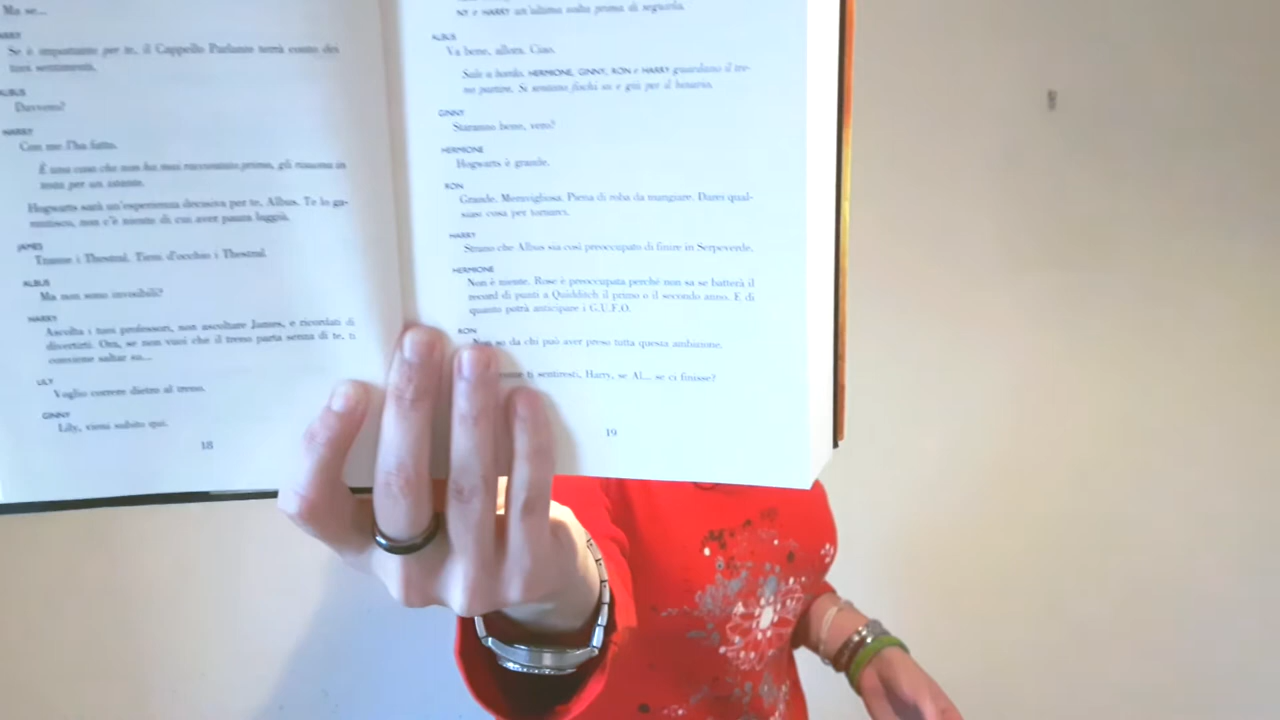 Ma se...
HARRY
Se è importante per te, il Cappello Parlante terrà conto dei
tuoi sentimenti.
ALBUS
Davvero?
HARRY
Con me l'ha fatto.
È una cosa che non ha mai raccontato prima, gli risuona in
testa per un istante.
Hogwarts sarà un'esperienza decisiva per te, Albus. Te lo ga-
rantisco, non c'è niente di cui aver paura laggiù.
JAMES
Tranne i Thestral. Tieni d'occhio i Thestral.
ALBUS
Ma non sono invisibili?
HARRY
Ascolta i tuoi professori, non ascoltare James, e ricordati di
divertirti. Ora, se non vuoi che il treno parta senza di te, ti
conviene saltar su...
LILY
Voglio correre dietro al treno.
GINNY
Lily, vieni subito qui.
18
NY e HARRY un'ultima volta prima di seguirla.
ALBUS
Va bene, allora. Ciao.
Sale a bordo. HERMIONE, GINNY, RON e HARRY guardano il tre-
no partire. Si sentono fischi su e giù per il binario.
GINNY
Staranno bene, vero?
HERMIONE
Hogwarts è grande.
RON
Grande. Meravigliosa. Piena di roba da mangiare. Darei qual-
siasi cosa per tornarci.
HARRY
Strano che Albus sia così preoccupato di finire in Serpeverde.
HERMIONE
Non è niente. Rose è preoccupata perché non sa se batterà il
record di punti a Quidditch il primo o il secondo anno. E di
quanto potrà anticipare i G.U.F.O.
RON
Non so da chi può aver preso tutta questa ambizione.
ti sentiresti, Harry, se Al... se ci finisse?
19